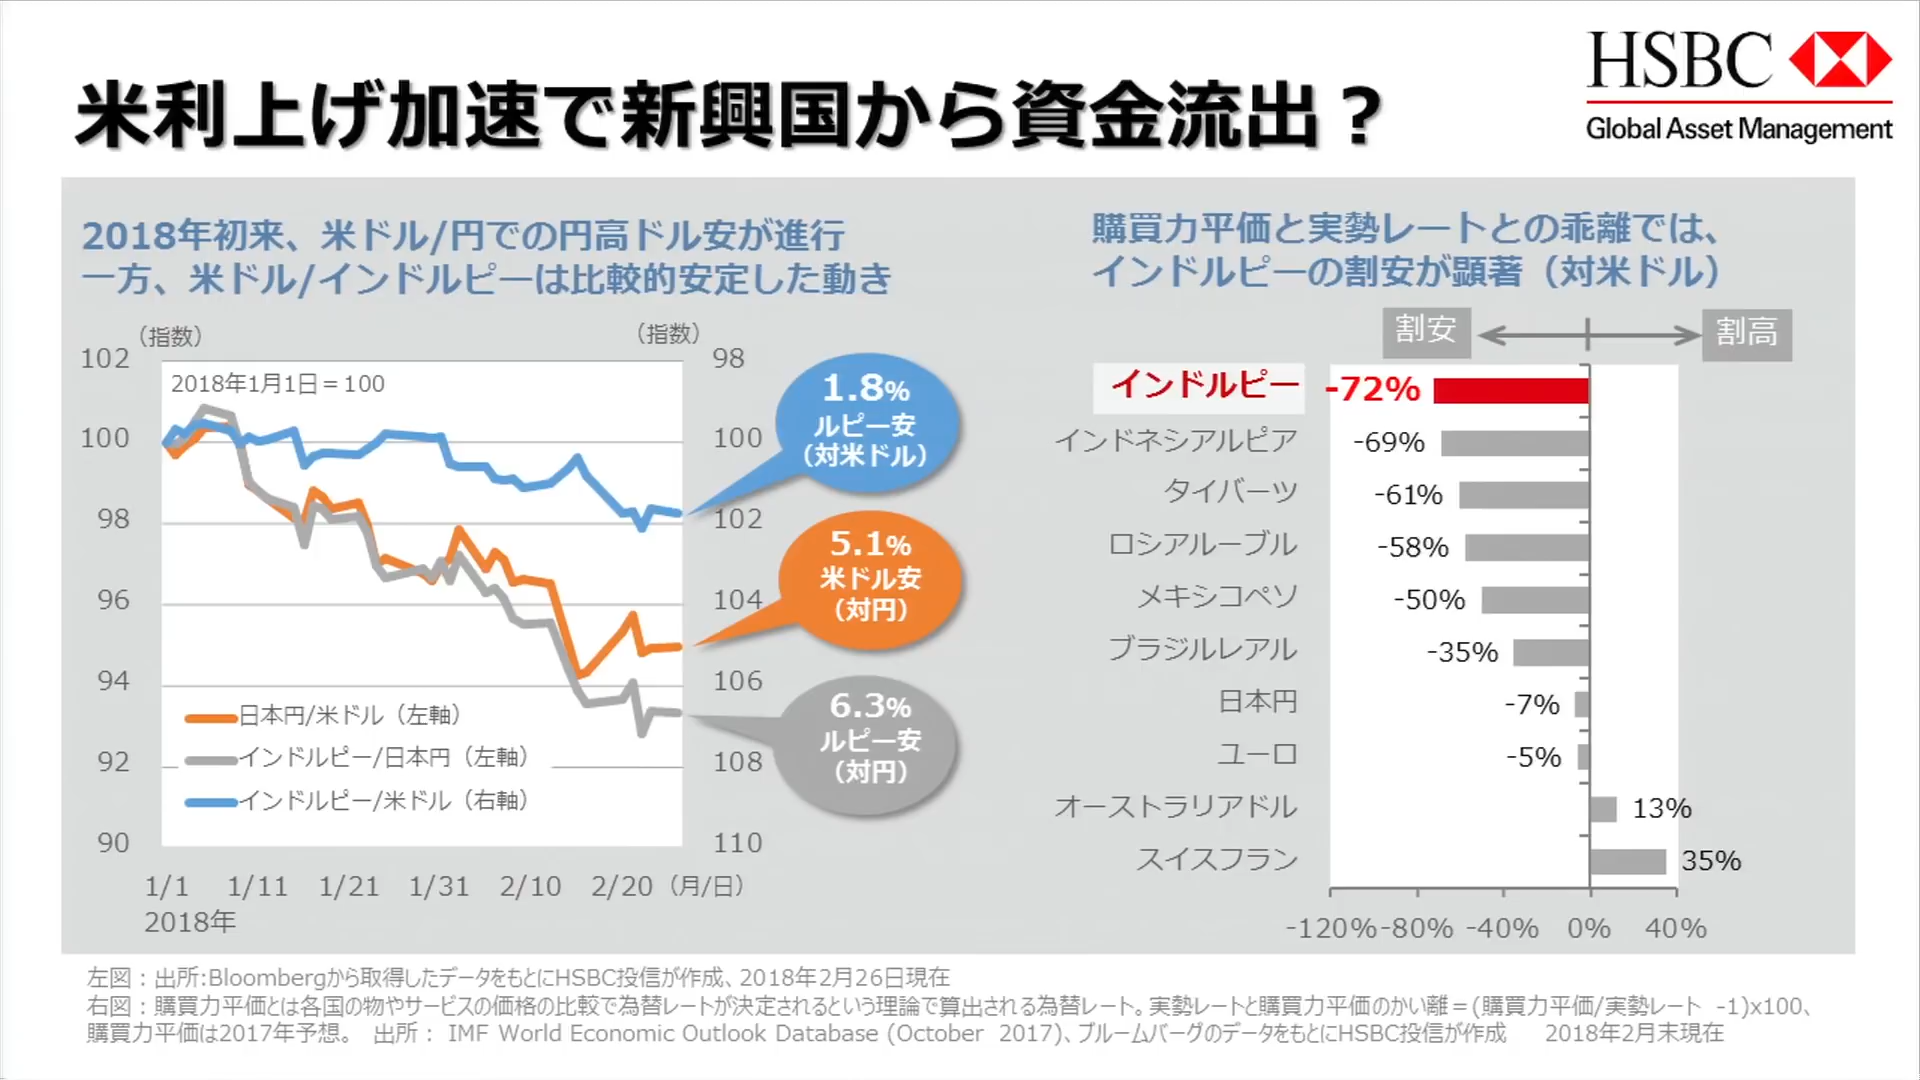 米利上げ加速で新興国から資金流出？
HSBC
Global Asset Management
2018年初来、米ドル/円での円高ドル安が進行
一方、米ドル/インドルピーは比較的安定した動き
（指数）
（指数）
102
100
98
96
94
92
90
98
100
102
104
106
108
110
2018年1月1日＝100
日本円/米ドル（左軸）
インドルピー/日本円（左軸）
インドルピー/米ドル（右軸）
1/1 1/11 1/21 1/31 2/10 2/20（月/日）
2018年
1.8%
ルピー安
（対米ドル）
5.1%
米ドル安
（対円）
6.3%
ルピー安
（対円）
購買力平価と実勢レートとの乖離では、
インドルピーの割安が顕著（対米ドル）
割安 割高
インドルピー -72%
インドネシアルピア -69%
タイバーツ -61%
ロシアルーブル -58%
メキシコペソ -50%
ブラジルレアル -35%
日本円 -7%
ユーロ -5%
オーストラリアドル 13%
スイスフラン 35%
-120% -80% -40% 0% 40%
左図：出所:Bloombergから取得したデータをもとにHSBC投信が作成、2018年2月26日現在
右図：購買力平価とは各国の物やサービスの価格の比較で為替レートが決定されるという理論で算出される為替レート。実勢レートと購買力平価のかい離＝(購買力平価/実勢レート -1)x100、
購買力平価は2017年予想。 出所： IMF World Economic Outlook Database (October 2017)、ブルームバーグのデータをもとにHSBC投信が作成 2018年2月末現在